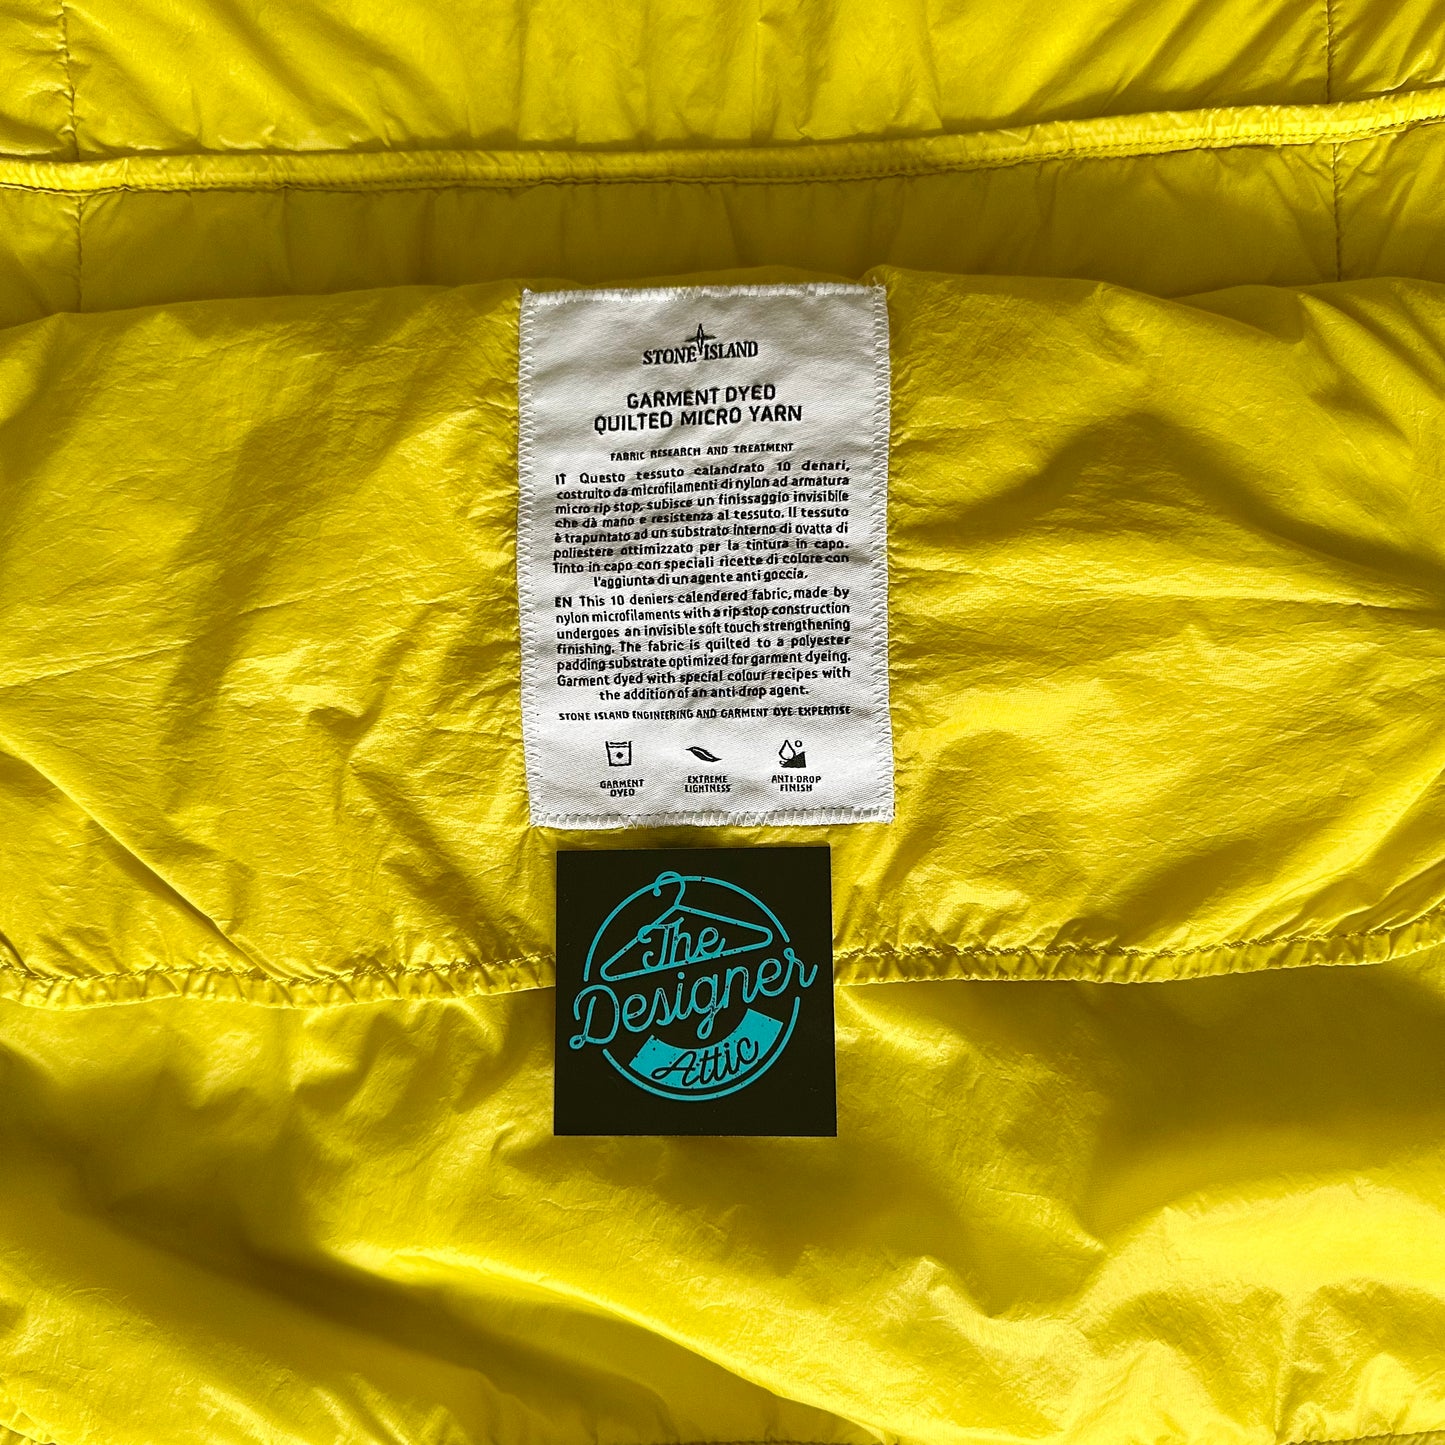 STONE ISLAND
GARMENT DYED
QUILTED MICRO YARN
FABRIC RESEARCH AND TREATMENT
IT Questo tessuto calandrato 10 denari,
costruito da microfilamenti di nylon ad armatura
micro rip stop, subisce un finissaggio invisibile
che dà mano e resistenza al tessuto. Il tessuto
è trapuntato ad un substrato interno di ovatta di
poliestere ottimizzato per la tintura in capo.
Tinto in capo con speciali ricette di colore con
l'aggiunta di un agente anti goccia.
EN This 10 deniers calendered fabric, made by
nylon microfilaments with a rip stop construction
undergoes an invisible soft touch strengthening
finishing. The fabric is quilted to a polyester
padding substrate optimized for garment dyeing.
Garment dyed with special colour recipes with
the addition of an anti-drop agent.
STONE ISLAND ENGINEERING AND GARMENT DYE EXPERTISE
GARMENT
DYED
EXTREME
LIGHTNESS
ANTI-DROP
FINISH
The
Designer
Attic